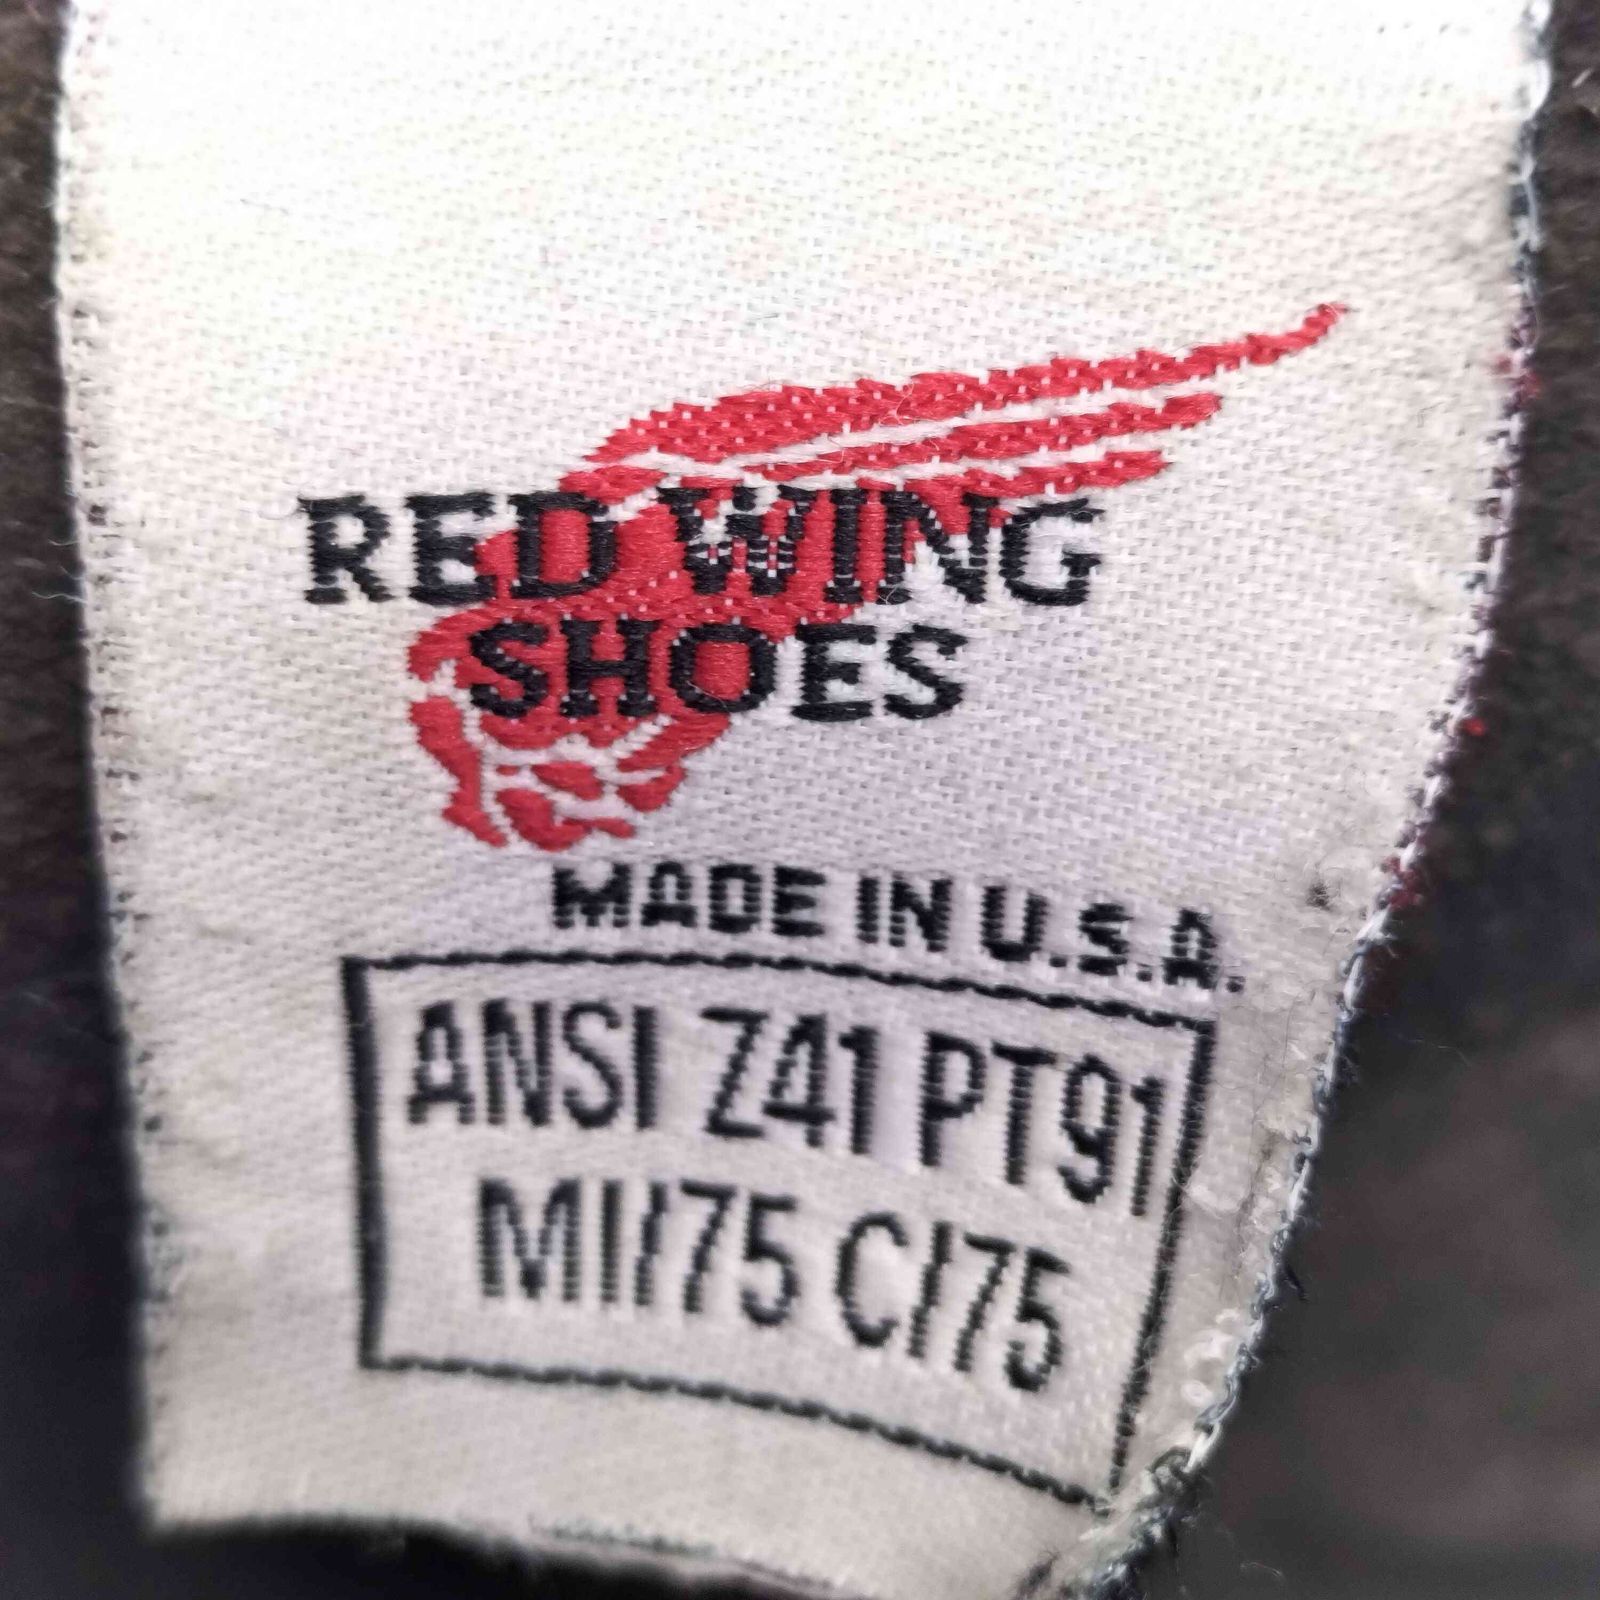 RED WING
SHOES
MADE IN U.S.A.
ANSI Z41 PT91
MI/75 C/75